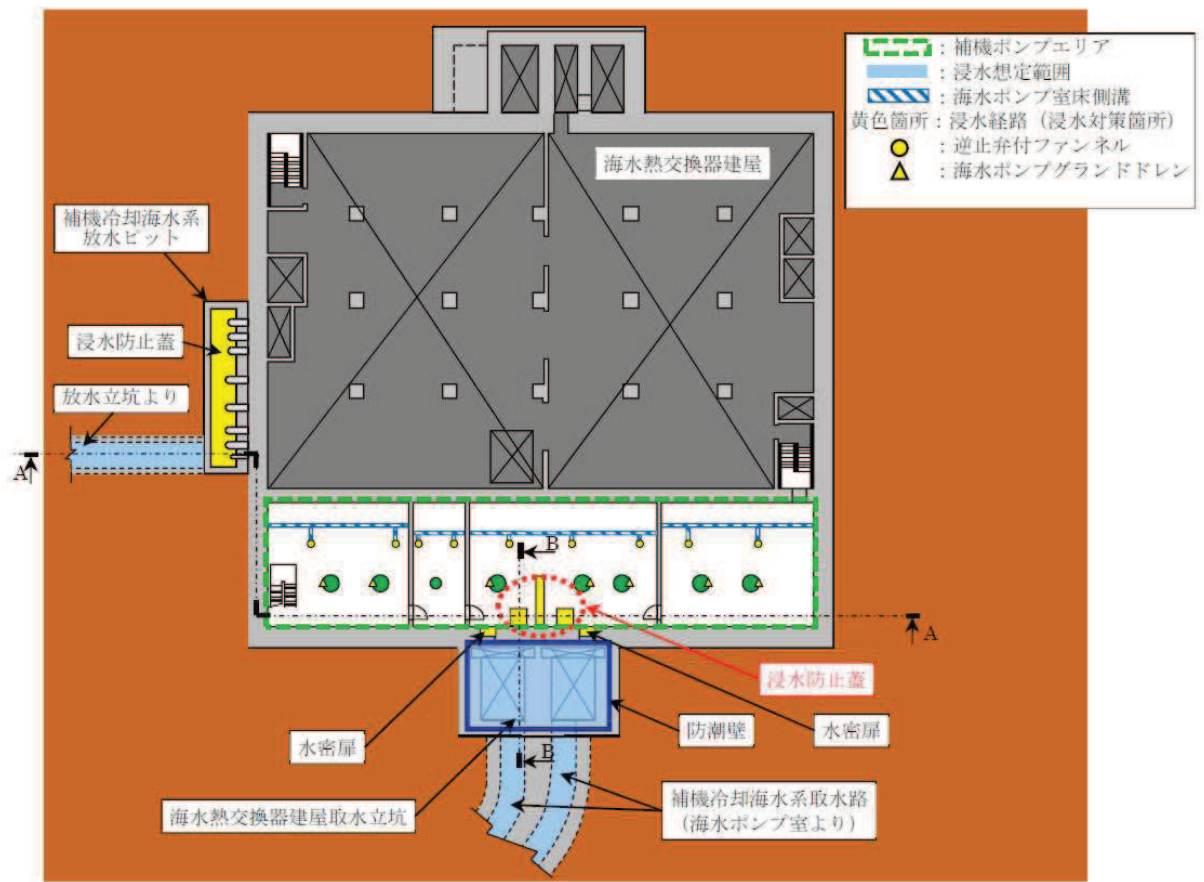 ：補機ポンプエリア
：浸水想定範囲
：海水ポンプ室床側溝
黄色箇所：浸水経路（浸水対策箇所）
：逆止弁付ファンネル
：海水ポンプグランドドレン
海水熱交換器建屋
補機冷却海水系
放水ピット
浸水防止蓋
放水立坑より
A
B
A
浸水防止蓋
水密扉
防潮壁
水密扉
B
海水熱交換器建屋取水立坑
補機冷却海水系取水路
（海水ポンプ室より）